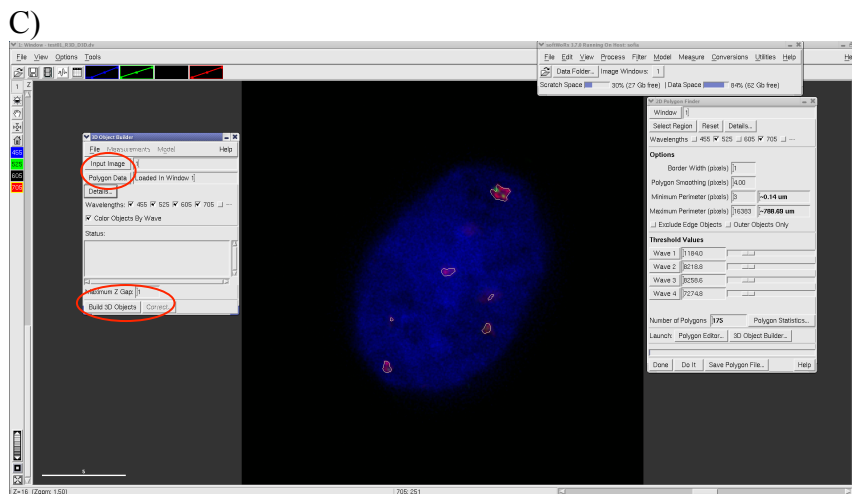 C)
1: Window - test01_R3D_D3D.dv
File View Options Tools
He
1 Z
455
525
605
705
softWoRx 1.7.8 Running On Host: sofia
File Edit View Process Filter Model Measure Conversions Utilities Help
Data Folder... Image Windows: 1
Scratch Space 30% (27 Gb free) Data Space 84% (62 Gb free)
3D Object Builder
File Measurements Model Help
Input Image 1
Polygon Data Loaded In Window 1
Details...
Wavelengths: 455 525 605 705 ---
Color Objects By Wave
Status:
Maximum Z Gap: 1
Build 3D Objects Correct...
2D Polygon Finder
Window 1
Select Region Reset Details...
Wavelengths 455 525 605 705 ---
Options
Border Width (pixels) 1
Polygon Smoothing (pixels) 4.00
Minimum Perimeter (pixels) 3 ~0.14 um
Maximum Perimeter (pixels) 16383 ~788.69 um
Exclude Edge Objects Outer Objects Only
Threshold Values
Wave 1 1194.0
Wave 2 8218.8
Wave 3 8258.6
Wave 4 7274.8
Number of Polygons 175 Polygon Statistics...
Launch: Polygon Editor... 3D Object Builder...
Done Do It Save Polygon File... Help
5
Z=16 (Zoom: 1.50) 705: 251